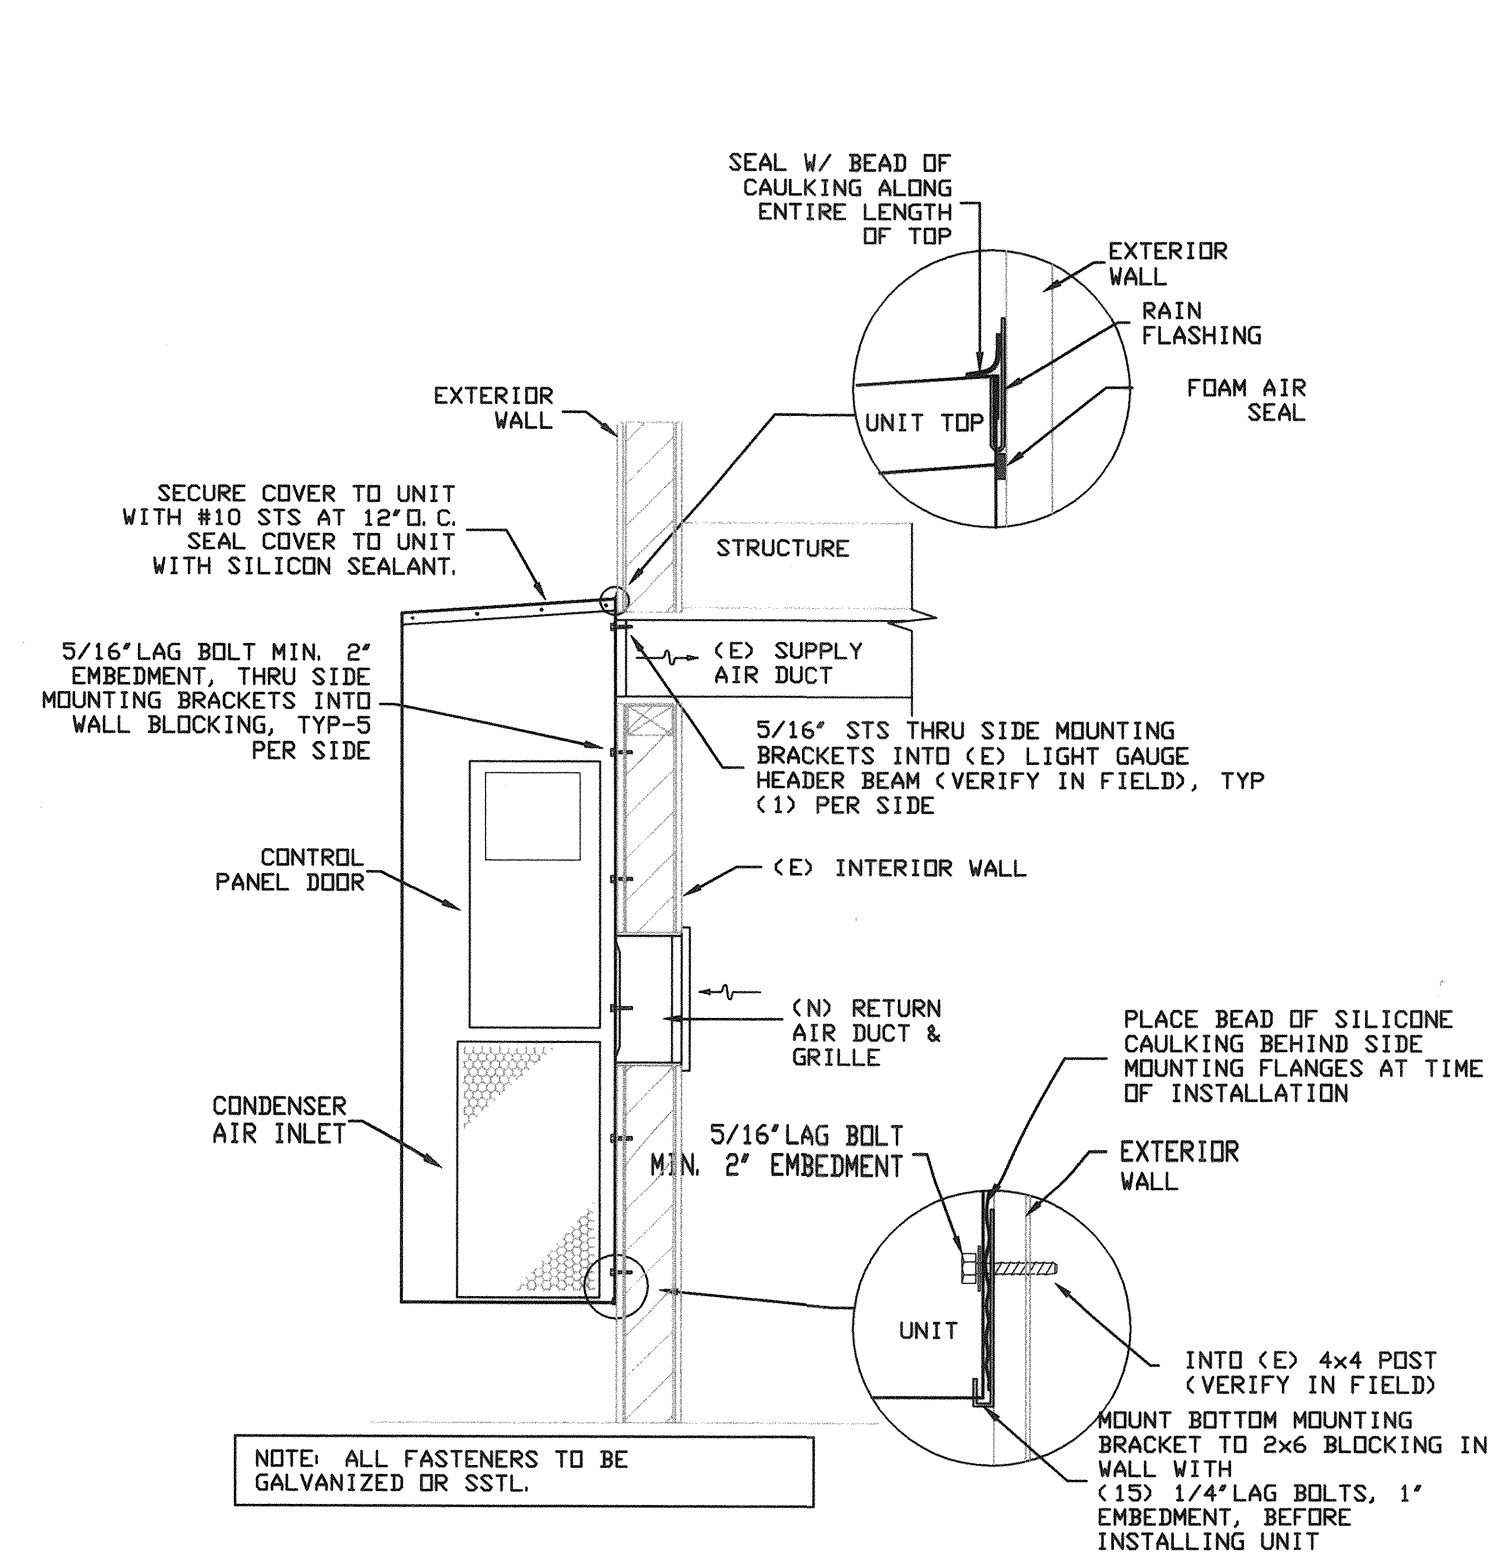 SEAL W/ BEAD OF
CAULKING ALONG
ENTIRE LENGTH
OF TOP
EXTERIOR
WALL
RAIN
FLASHING
FOAM AIR
SEAL
UNIT TOP
EXTERIOR
WALL
SECURE COVER TO UNIT
WITH #10 STS AT 12"O.C.
SEAL COVER TO UNIT
WITH SILICON SEALANT.
STRUCTURE
5/16"LAG BOLT MIN. 2"
EMBEDMENT, THRU SIDE
MOUNTING BRACKETS INTO
WALL BLOCKING, TYP-5
PER SIDE
(E) SUPPLY
AIR DUCT
5/16" STS THRU SIDE MOUNTING
BRACKETS INTO (E) LIGHT GAUGE
HEADER BEAM (VERIFY IN FIELD), TYP
(1) PER SIDE
CONTROL
PANEL DOOR
(E) INTERIOR WALL
(N) RETURN
AIR DUCT &
GRILLE
PLACE BEAD OF SILICONE
CAULKING BEHIND SIDE
MOUNTING FLANGES AT TIME
OF INSTALLATION
CONDENSER
AIR INLET
5/16"LAG BOLT
MIN. 2" EMBEDMENT
EXTERIOR
WALL
UNIT
INTO (E) 4x4 POST
(VERIFY IN FIELD)
MOUNT BOTTOM MOUNTING
BRACKET TO 2x6 BLOCKING IN
WALL WITH
(15) 1/4"LAG BOLTS, 1"
EMBEDMENT, BEFORE
INSTALLING UNIT
NOTE: ALL FASTENERS TO BE
GALVANIZED OR SSTL.